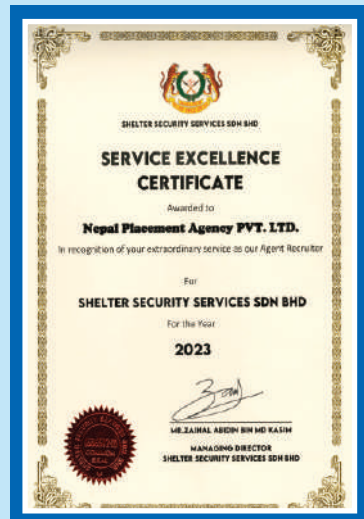 SHELTER SECURITY SERVICES SDN BHD
SERVICE EXCELLENCE
CERTIFICATE
Awarded to
Nepal Placement Agency PVT. LTD.
In recognition of your extraordinary service as our Agent Recruiter
For
SHELTER SECURITY SERVICES SDN BHD
For the Year
2023
MR.ZAINAL ABIDIN BIN MD KASIM
MANAGING DIRECTOR
SHELTER SECURITY SERVICES SDN BHD